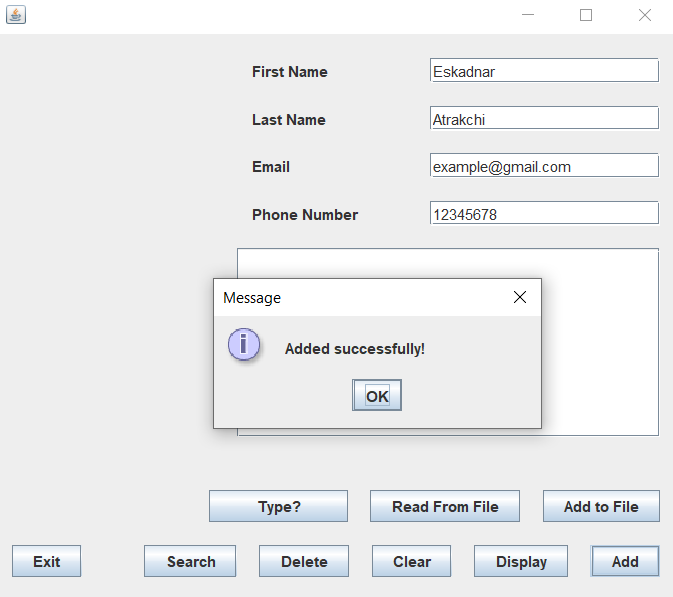 First Name Eskadnar
Last Name Atrakchi
Email example@gmail.com
Phone Number 12345678
Message
Added successfully!
OK
Type? Read From File Add to File
Exit Search Delete Clear Display Add